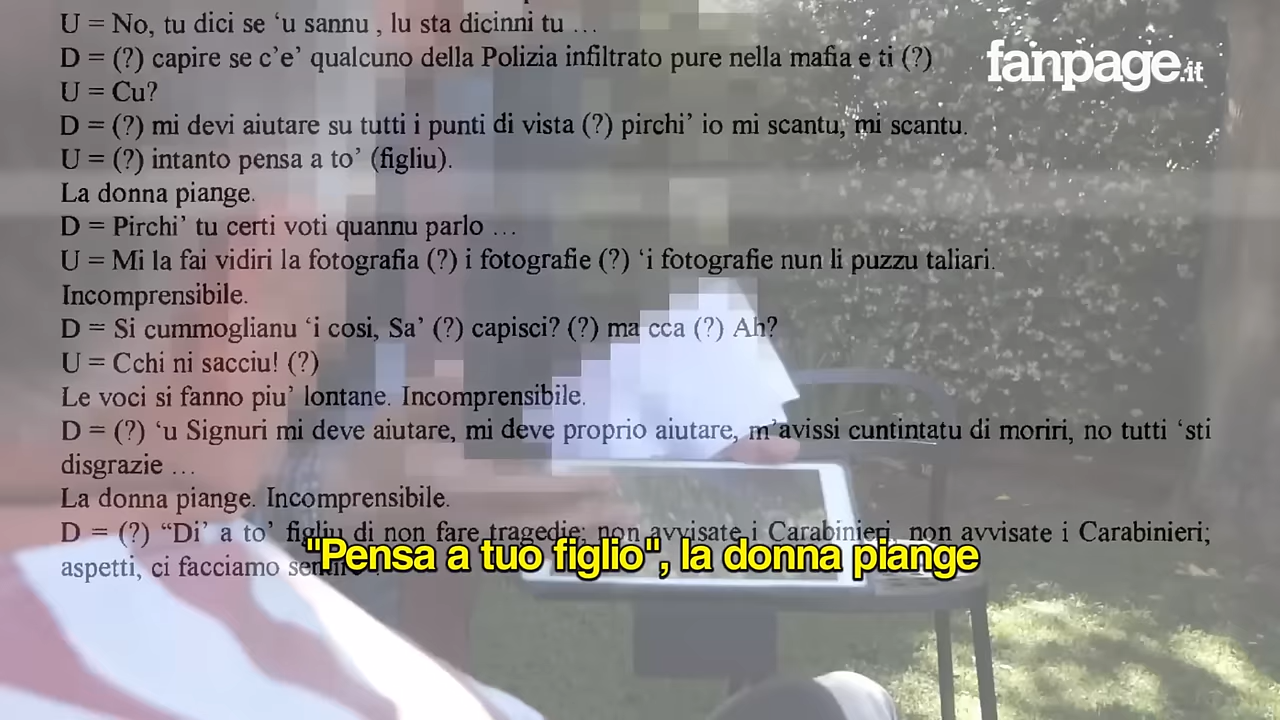 U = No, tu dici se ‘u sannu , lu sta dicinni tu …
fanpage.it
D = (?) capire se c’e’ qualcuno della Polizia infiltrato pure nella mafia e ti (?)
U = Cu?
D = (?) mi devi aiutare su tutti i punti di vista (?) pirchi’ io mi scantu, mi scantu.
U = (?) intanto pensa a to’ (figliu).
La donna piange.
D = Pirchi’ tu certi voti quannu parlo …
U = Mi la fai vidiri la fotografia (?) i fotografie (?) ‘i fotografie nun li puzzu taliari.
Incomprensibile.
D = Si cummoglianu ‘i cosi, Sa’ (?) capisci? (?) ma cca (?) Ah?
U = Cchi ni sacciu! (?)
Le voci si fanno piu’ lontane. Incomprensibile.
D = (?) ‘u Signuri mi deve aiutare, mi deve proprio aiutare, m’avissi cuntintatu di moriri, no tutti ‘sti
disgrazie …
La donna piange. Incomprensibile.
D = (?) “Di’ a to’ figliu di non fare tragedie; non avvisate i Carabinieri, non avvisate i Carabinieri;
aspetti, ci facciamo
"Pensa a tuo figlio", la donna piange